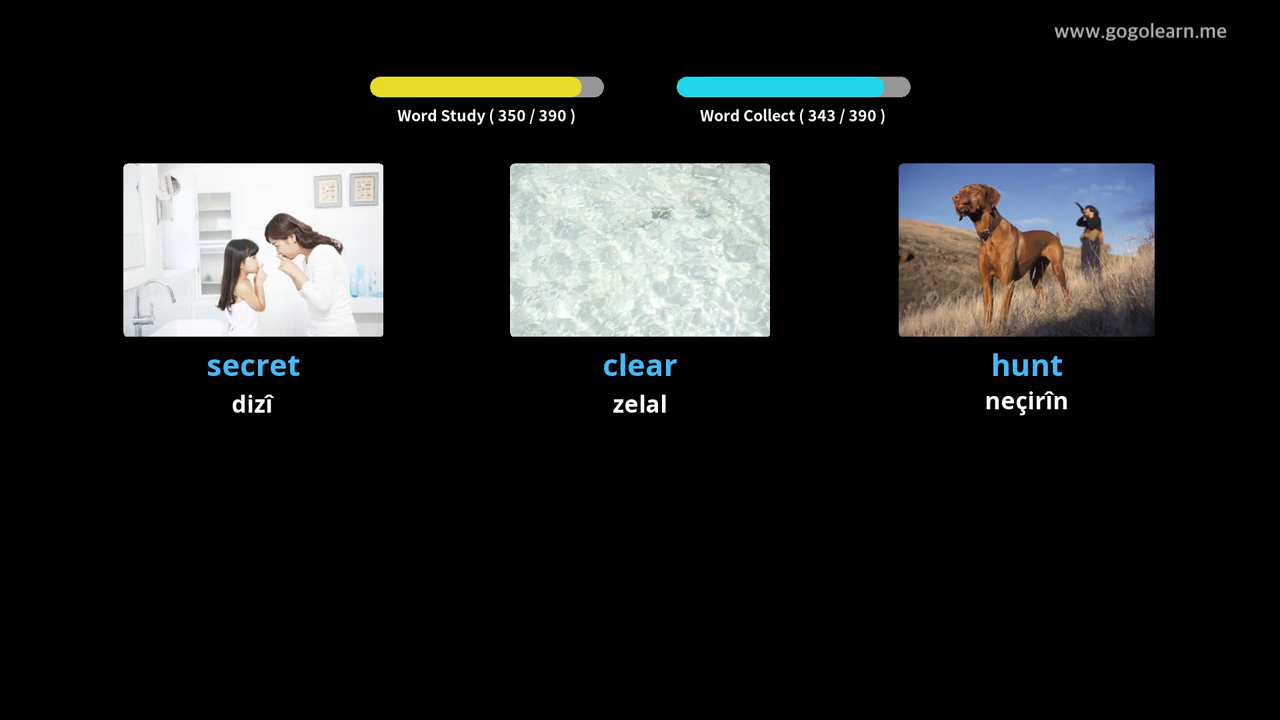 www.gogolearn.me
Word Study ( 350 / 390 )
Word Collect ( 343 / 390 )
secret
dizî
clear
zelal
hunt
neçirîn